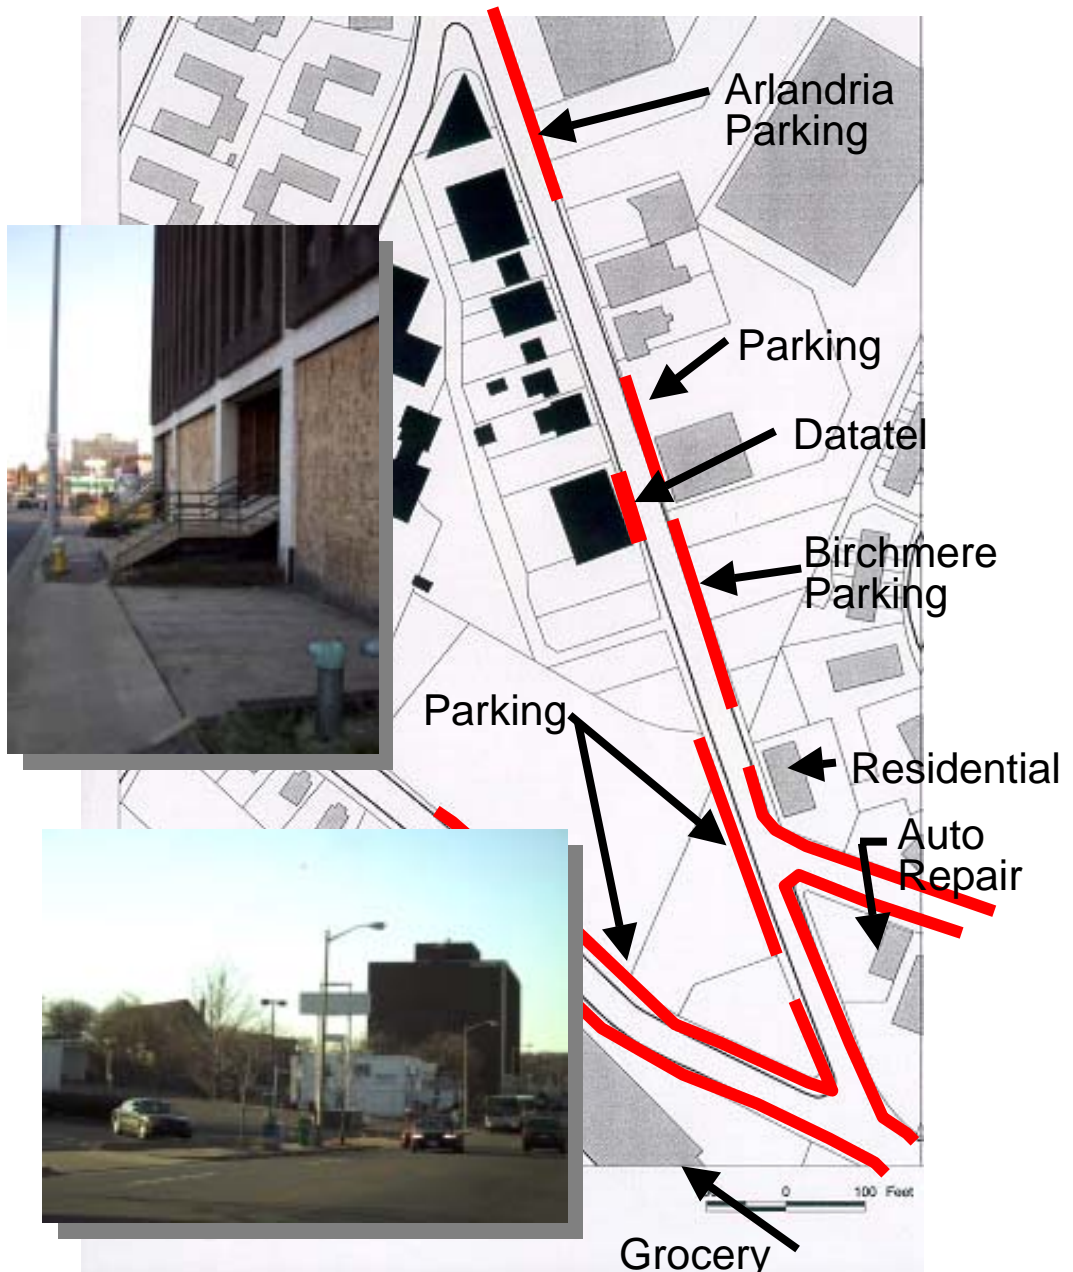 Arlandria
Parking
Parking
Datatel
Birchmere
Parking
Parking
Residential
Auto
Repair
0 100 Feet
Grocery